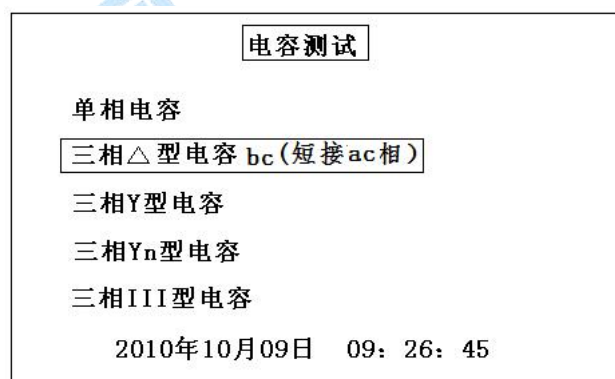 电容测试
单相电容
三相△型电容 bc(短接ac相)
三相Y型电容
三相Yn型电容
三相III型电容
2010年10月09日 09: 26: 45